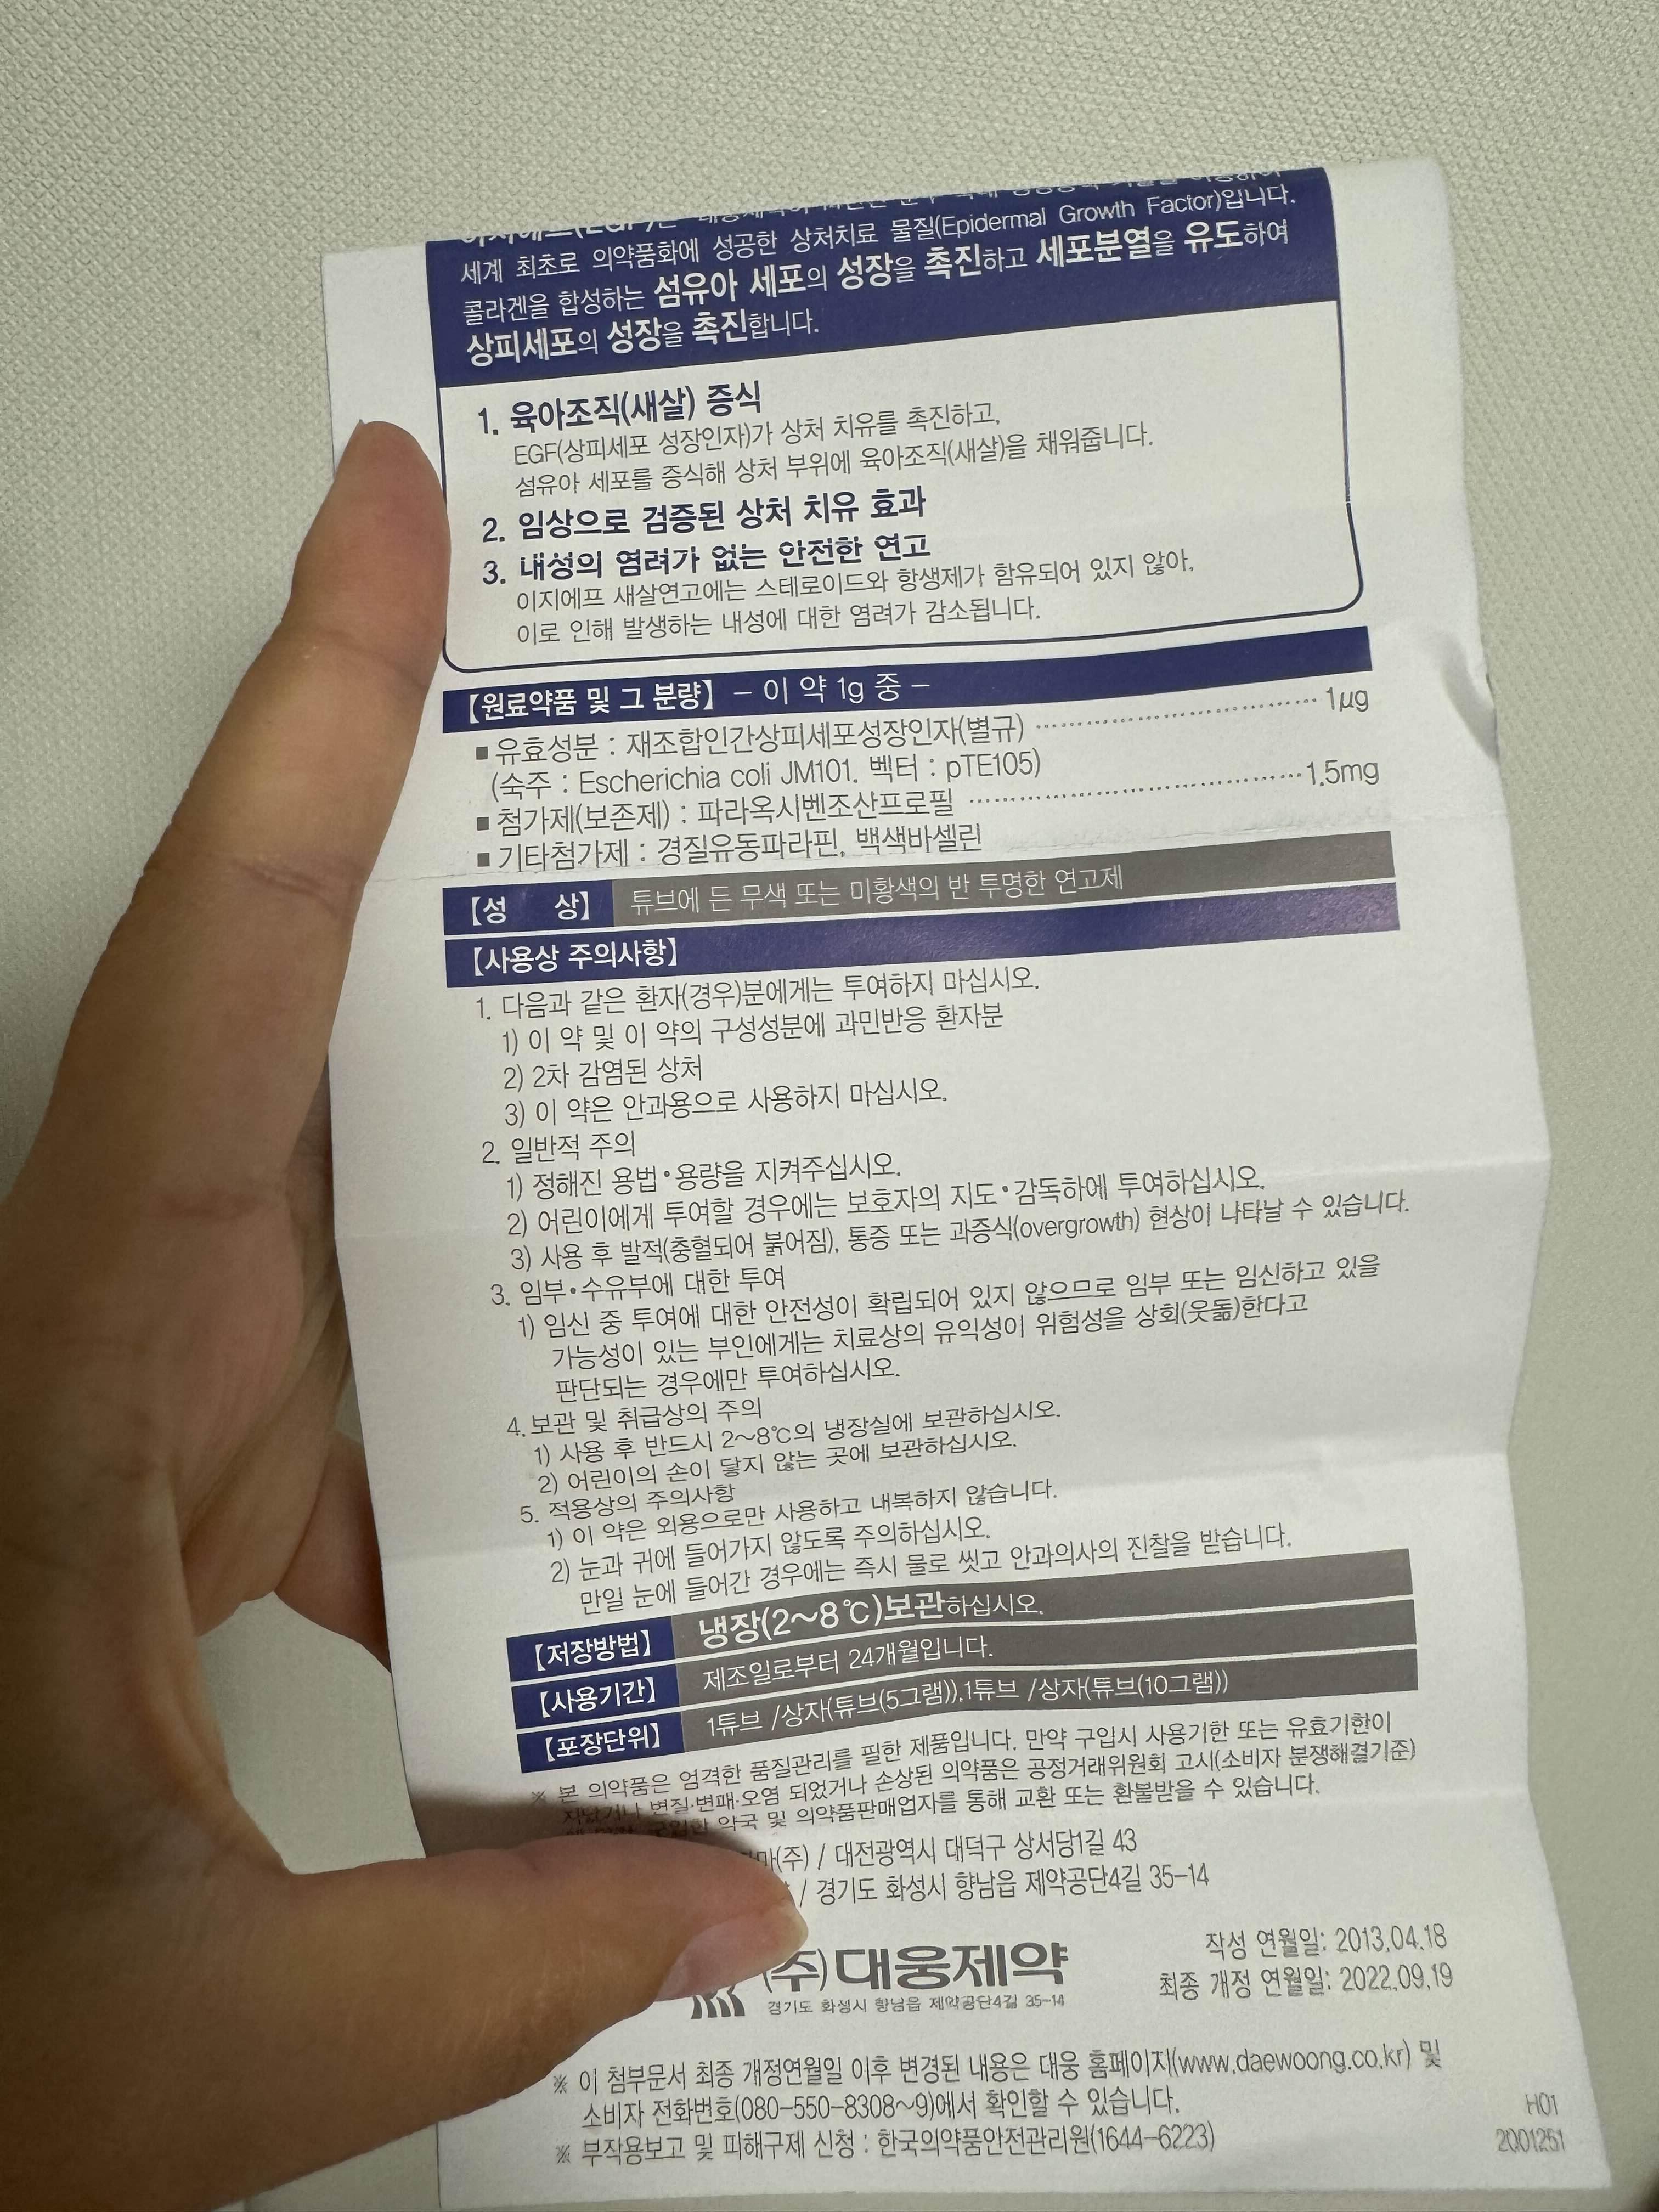 세계 최초로 의약품화에 성공한 상처치료 물질(Epidermal Growth Factor)입니다.
콜라겐을 합성하는 섬유아 세포의 성장을 촉진하고 세포분열을 유도하여
상피세포의 성장을 촉진합니다.
1. 육아조직(새살) 증식
EGF(상피세포 성장인자)가 상처 치유를 촉진하고,
섬유아 세포를 증식해 상처 부위에 육아조직(새살)을 채워줍니다.
2. 임상으로 검증된 상처 치유 효과
3. 내성의 염려가 없는 안전한 연고
이지에프 새살연고에는 스테로이드와 항생제가 함유되어 있지 않아,
이로 인해 발생하는 내성에 대한 염려가 감소됩니다.
【원료약품 및 그 분량】 – 이 약 1g 중 –
■ 유효성분 : 재조합인간상피세포성장인자(별규) ······ 1μg
(숙주 : Escherichia coli JM101, 벡터 : pTE105)
■ 첨가제(보존제) : 파라옥시벤조산프로필 ······ 1.5mg
■ 기타첨가제 : 경질유동파라핀, 백색바셀린
【성 상】 튜브에 든 무색 또는 미황색의 반 투명한 연고제
【사용상 주의사항】
1. 다음과 같은 환자(경우)분에게는 투여하지 마십시오.
1) 이 약 및 이 약의 구성성분에 과민반응 환자분
2) 2차 감염된 상처
3) 이 약은 안과용으로 사용하지 마십시오.
2. 일반적 주의
1) 정해진 용법•용량을 지켜주십시오.
2) 어린이에게 투여할 경우에는 보호자의 지도•감독하에 투여하십시오.
3) 사용 후 발적(충혈되어 붉어짐), 통증 또는 과증식(overgrowth) 현상이 나타날 수 있습니다.
3. 임부•수유부에 대한 투여
1) 임신 중 투여에 대한 안전성이 확립되어 있지 않으므로 임부 또는 임신하고 있을
가능성이 있는 부인에게는 치료상의 유익성이 위험성을 상회(웃돎)한다고
판단되는 경우에만 투여하십시오.
4. 보관 및 취급상의 주의
1) 사용 후 반드시 2~8℃의 냉장실에 보관하십시오.
2) 어린이의 손이 닿지 않는 곳에 보관하십시오.
5. 적용상의 주의사항
1) 이 약은 외용으로만 사용하고 내복하지 않습니다.
2) 눈과 귀에 들어가지 않도록 주의하십시오.
만일 눈에 들어간 경우에는 즉시 물로 씻고 안과의사의 진찰을 받습니다.
【저장방법】 냉장(2~8℃)보관하십시오.
【사용기간】 제조일로부터 24개월입니다.
【포장단위】 1튜브 /상자(튜브(5그램)),1튜브 /상자(튜브(10그램))
※ 본 의약품은 엄격한 품질관리를 필한 제품입니다. 만약 구입시 사용기한 또는 유효기한이
지났거나 변질·변패·오염 되었거나 손상된 의약품은 공정거래위원회 고시(소비자 분쟁해결기준)
구입한 약국 및 의약품판매업자를 통해 교환 또는 환불받을 수 있습니다.
(주) / 대전광역시 대덕구 상서당1길 43
/ 경기도 화성시 향남읍 제약공단4길 35-14
(주)대웅제약
경기도 화성시 향남읍 제약공단4길 35-14
작성 연월일: 2013.04.18
최종 개정 연월일: 2022.09.19
※ 이 첨부문서 최종 개정연월일 이후 변경된 내용은 대웅 홈페이지(www.daewoong.co.kr) 및
소비자 전화번호(080-550-8308~9)에서 확인할 수 있습니다.
※ 부작용보고 및 피해구제 신청 : 한국의약품안전관리원(1644-6223)
H01
2001251